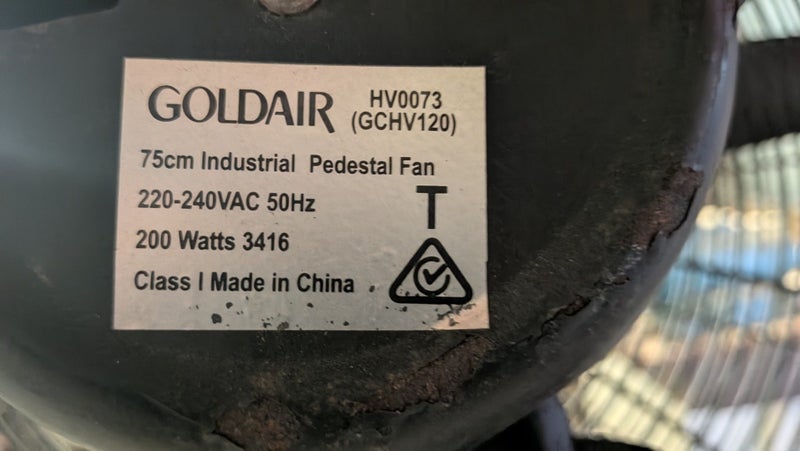 GOLDAIR HV0073
(GCHV120)
75cm Industrial Pedestal Fan
220-240VAC 50Hz
T
200 Watts 3416
Class I Made in China